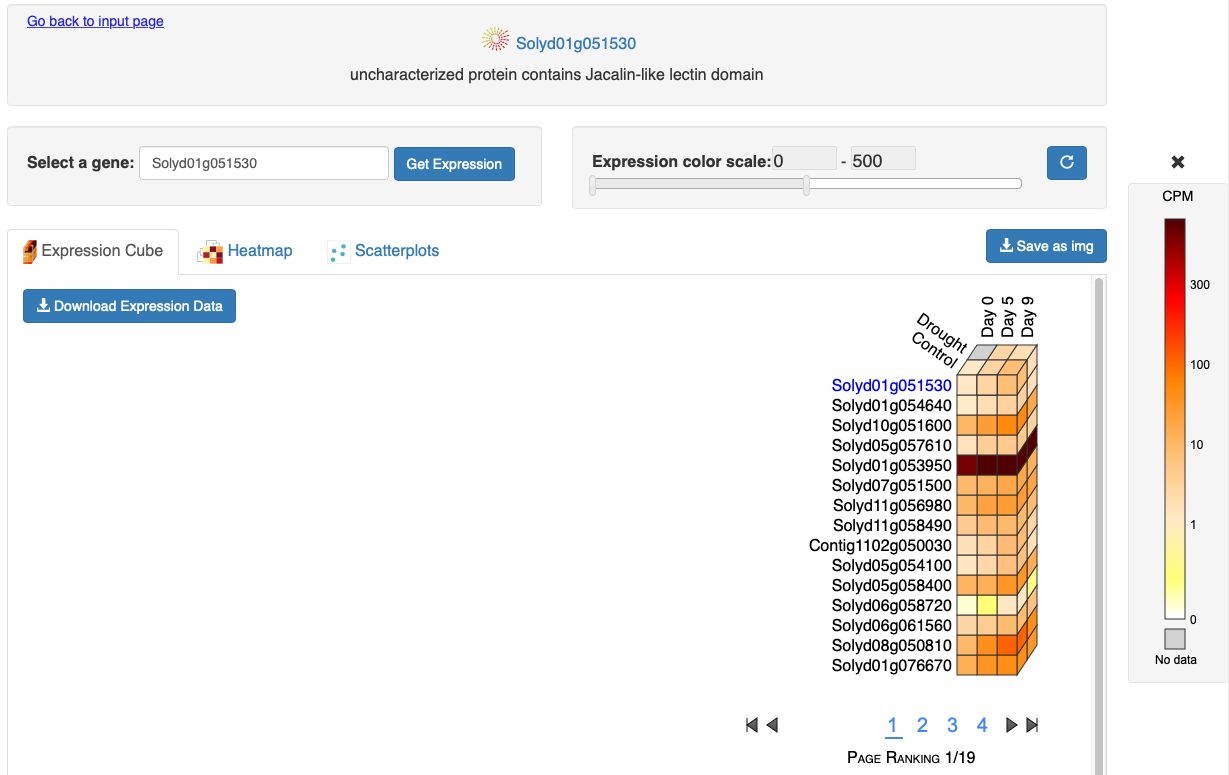 Go back to input page
Solyd01g051530
uncharacterized protein contains Jacalin-like lectin domain
Select a gene: Solyd01g051530 Get Expression
Expression color scale: 0 - 500
CPM
Expression Cube Heatmap Scatterplots Save as img
Download Expression Data
Day 0 Day 5 Day 9
Drought
Control
Solyd01g051530
Solyd01g054640
Solyd10g051600
Solyd05g057610
Solyd01g053950
Solyd07g051500
Solyd11g056980
Solyd11g058490
Contig1102g050030
Solyd05g054100
Solyd05g058400
Solyd06g058720
Solyd06g061560
Solyd08g050810
Solyd01g076670
300
100
10
1
0
No data
1 2 3 4
Page Ranking 1/19